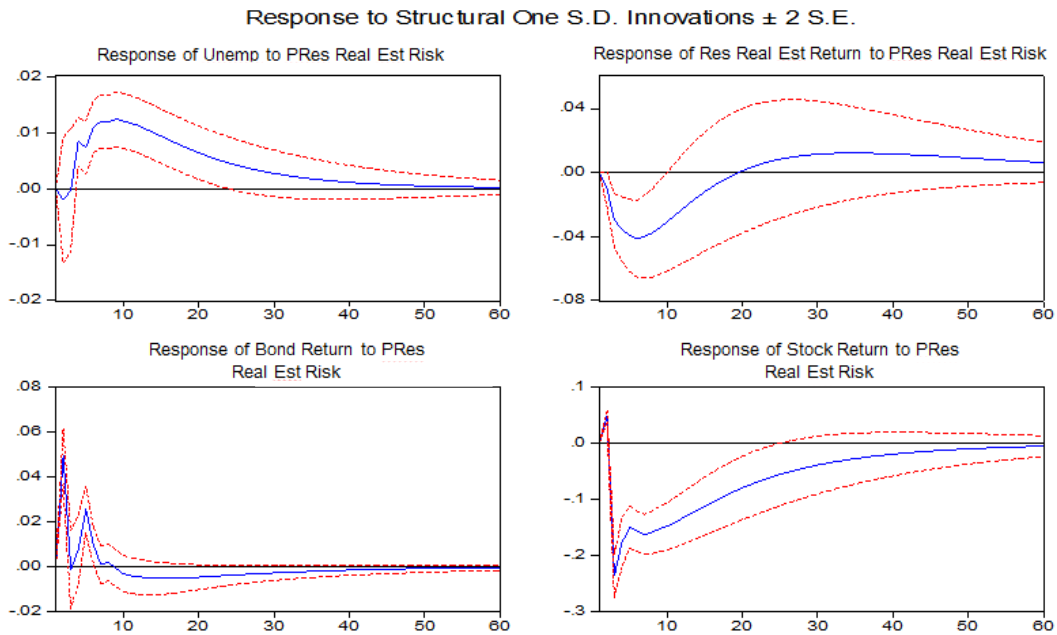 Response to Structural One S.D. Innovations ± 2 S.E.
Response of Unemp to PRes Real Est Risk
.02
.01
.00
-.01
-.02
10 20 30 40 50 60
Response of Res Real Est Return to PRes Real Est Risk
.04
.00
-.04
-.08
10 20 30 40 50 60
Response of Bond Return to PRes
Real Est Risk
.08
.06
.04
.02
.00
-.02
10 20 30 40 50 60
Response of Stock Return to PRes
Real Est Risk
.1
.0
-.1
-.2
-.3
10 20 30 40 50 60